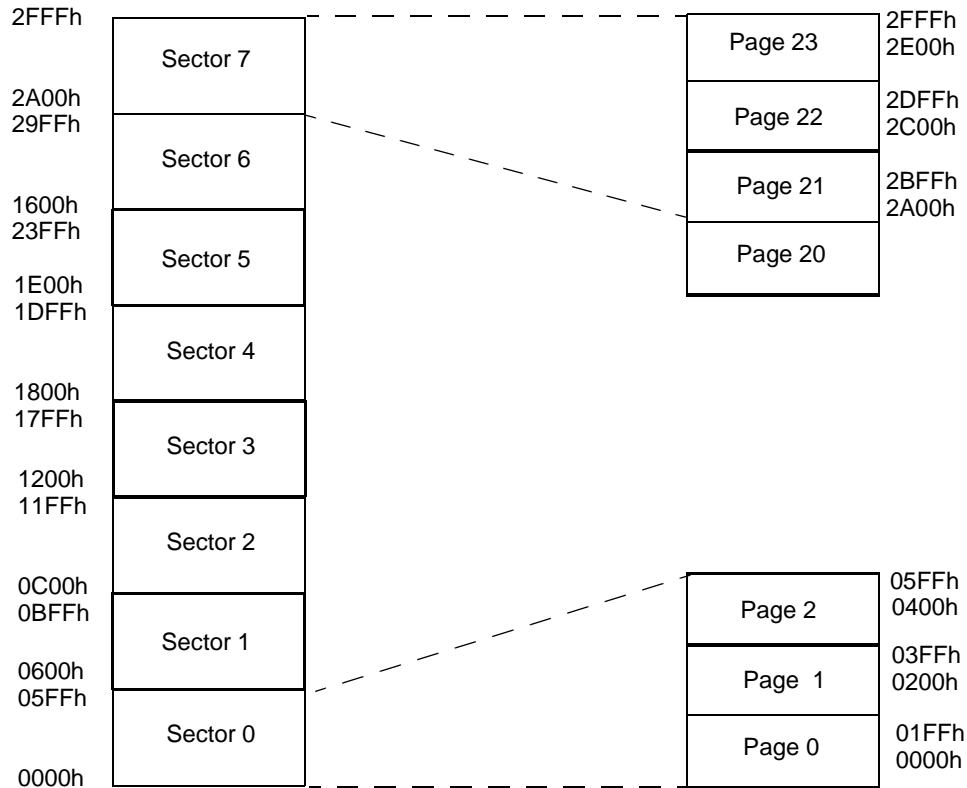 2FFFh
Sector 7
2A00h
29FFh
Sector 6
1600h
23FFh
Sector 5
1E00h
1DFFh
Sector 4
1800h
17FFh
Sector 3
1200h
11FFh
Sector 2
0C00h
0BFFh
Sector 1
0600h
05FFh
Sector 0
0000h
Page 23
2FFFh
2E00h
Page 22
2DFFh
2C00h
Page 21
2BFFh
2A00h
Page 20
Page 2
05FFh
0400h
Page 1
03FFh
0200h
Page 0
01FFh
0000h